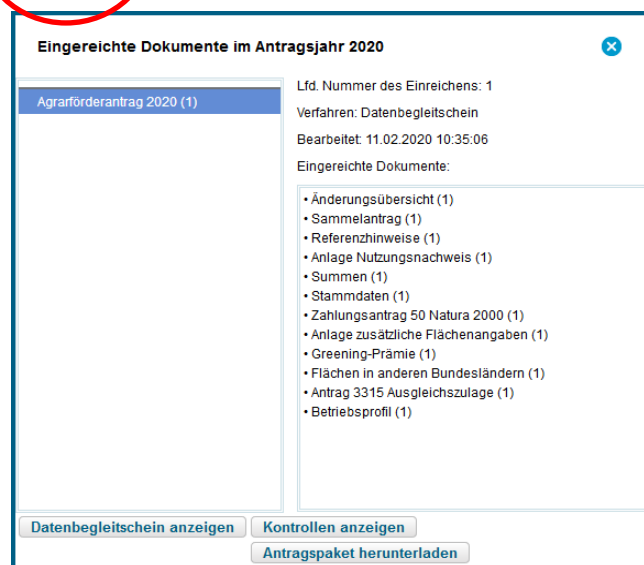 Eingereichte Dokumente im Antragsjahr 2020
Agrarförderantrag 2020 (1)
Lfd. Nummer des Einreichens: 1
Verfahren: Datenbegleitschein
Bearbeitet: 11.02.2020 10:35:06
Eingereichte Dokumente:
• Änderungsübersicht (1)
• Sammelantrag (1)
• Referenzhinweise (1)
• Anlage Nutzungsnachweis (1)
• Summen (1)
• Stammdaten (1)
• Zahlungsantrag 50 Natura 2000 (1)
• Anlage zusätzliche Flächenangaben (1)
• Greening-Prämie (1)
• Flächen in anderen Bundesländern (1)
• Antrag 3315 Ausgleichszulage (1)
• Betriebsprofil (1)
Datenbegleitschein anzeigen
Kontrollen anzeigen
Antragspaket herunterladen